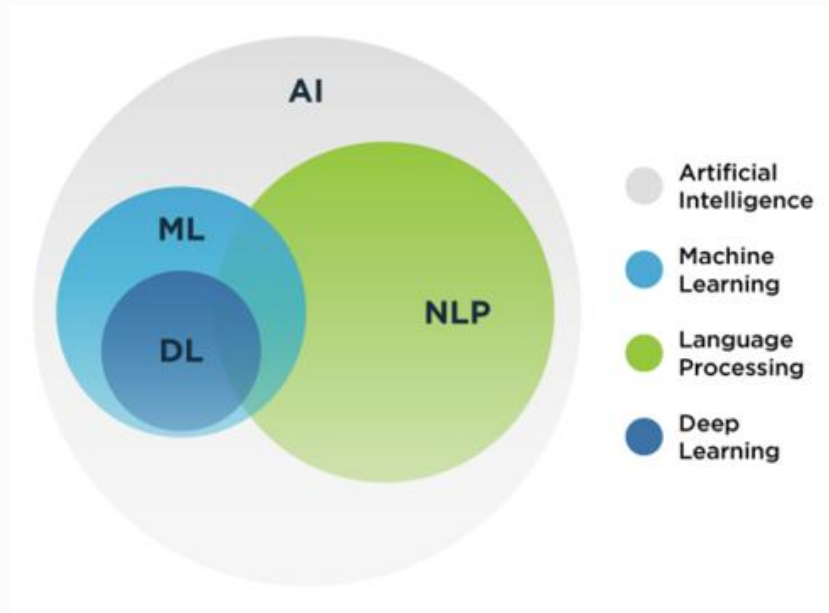 AI
ML
DL
NLP
Artificial
Intelligence
Machine
Learning
Language
Processing
Deep
Learning